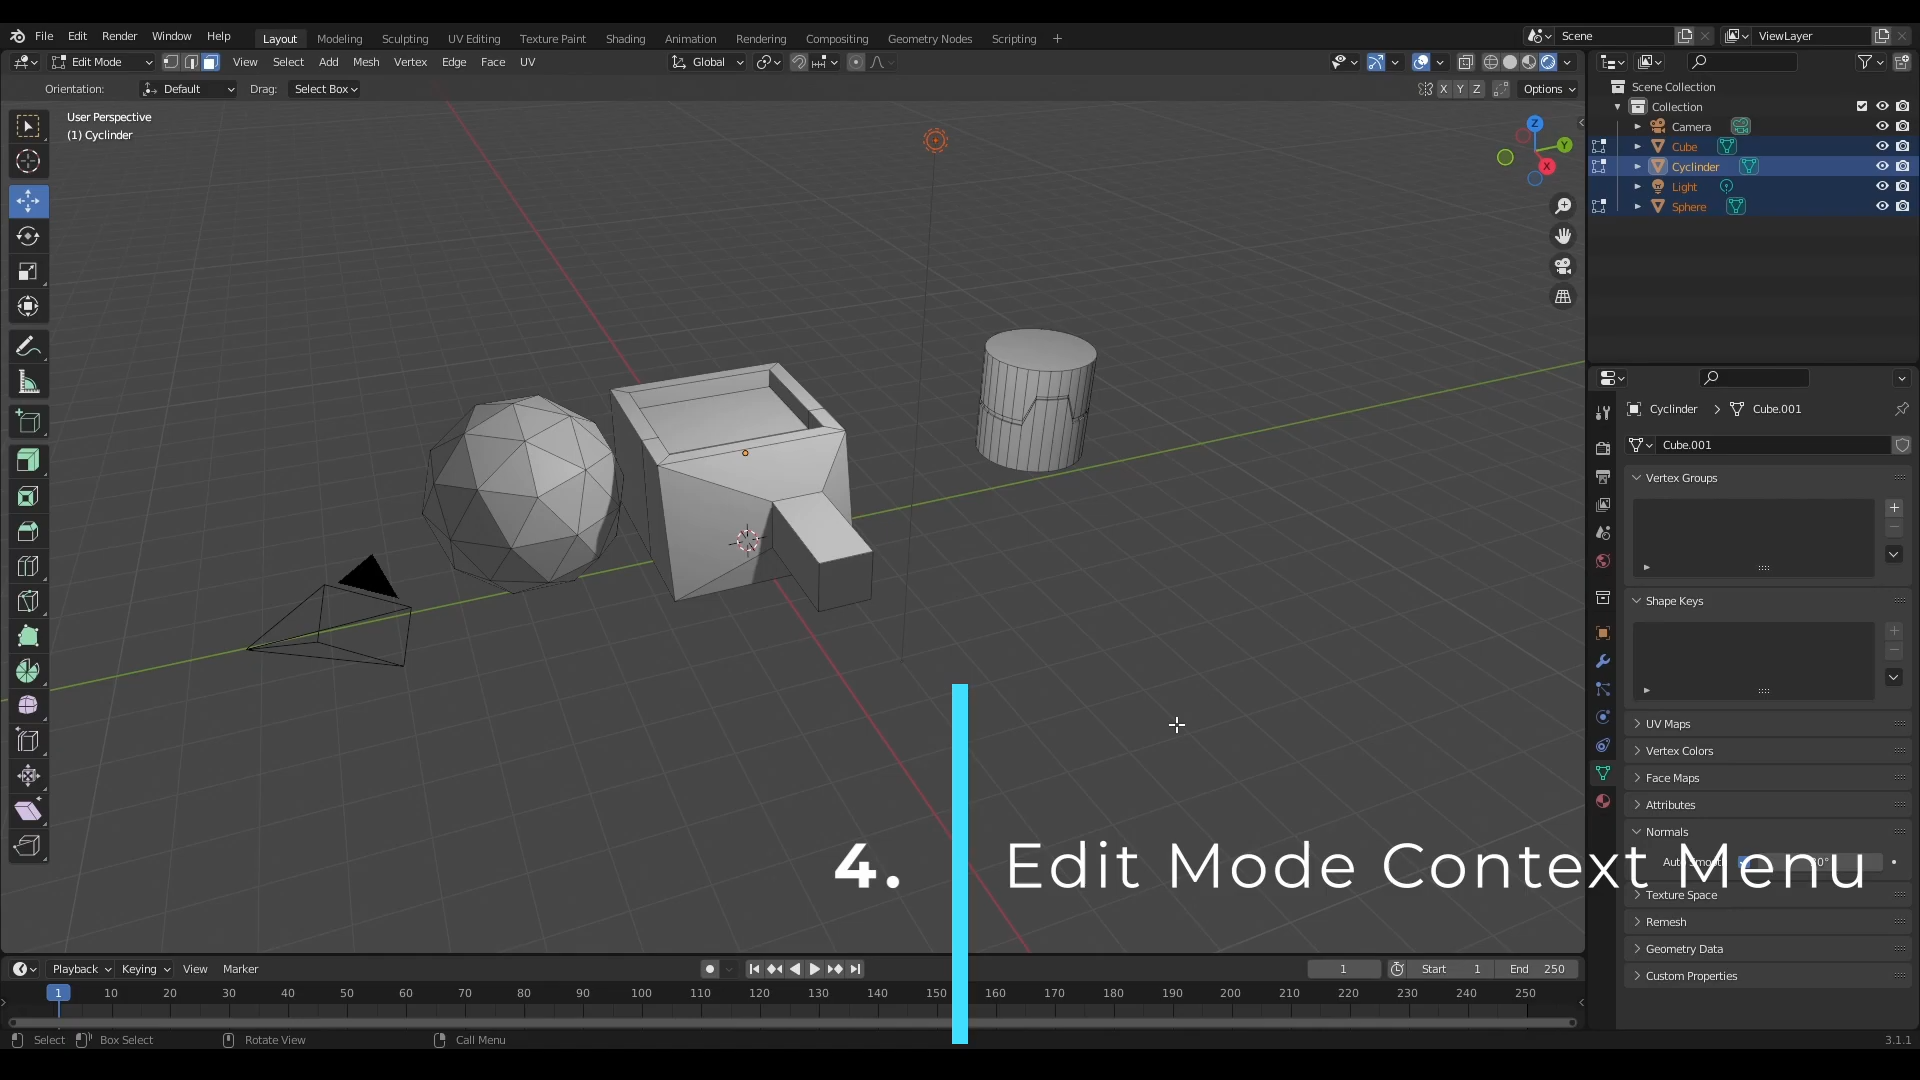 File Edit Render Window Help Layout Modeling Sculpting UV Editing Texture Paint Shading Animation Rendering Compositing Geometry Nodes Scripting + Scene ViewLayer
Edit Mode View Select Add Mesh Vertex Edge Face UV Global
Orientation: Default Drag: Select Box X Y Z Options
Scene Collection
Collection
Camera
Cube
Cyclinder
Light
Sphere
User Perspective
(1) Cyclinder
Z
Y
X
Cyclinder > Cube.001
Cube.001
Vertex Groups
Shape Keys
UV Maps
Vertex Colors
Face Maps
Attributes
Normals
4. Edit Mode Context Menu
Texture Space
Remesh
Geometry Data
Custom Properties
Playback Keying View Marker 1 Start 1 End 250
1 10 20 30 40 50 60 70 80 90 100 110 120 130 140 150 160 170 180 190 200 210 220 230 240 250
Select Box Select Rotate View Call Menu 3.1.1